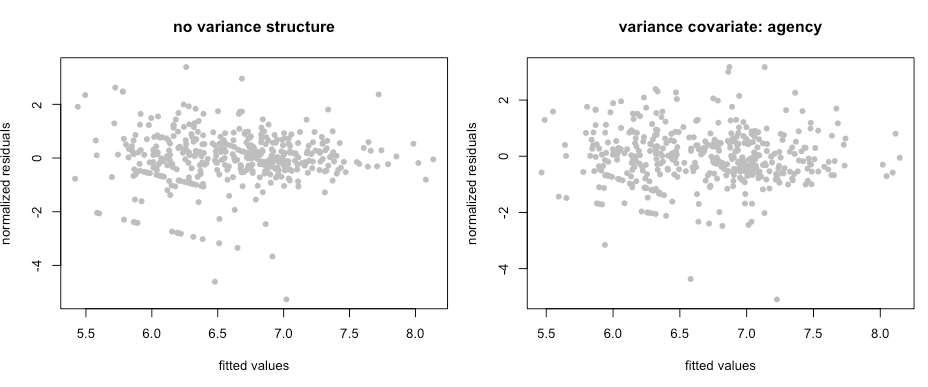 no variance structure
normalized residuals
2
0
-2
-4
5.5 6.0 6.5 7.0 7.5 8.0
fitted values
variance covariate: agency
normalized residuals
2
0
-2
-4
5.5 6.0 6.5 7.0 7.5 8.0
fitted values